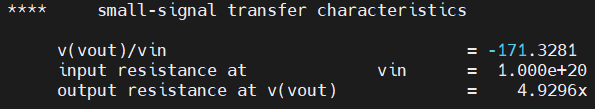 **** small-signal transfer characteristics
v(vout)/vin = -171.3281
input resistance at vin = 1.000e+20
output resistance at v(vout) = 4.9296x